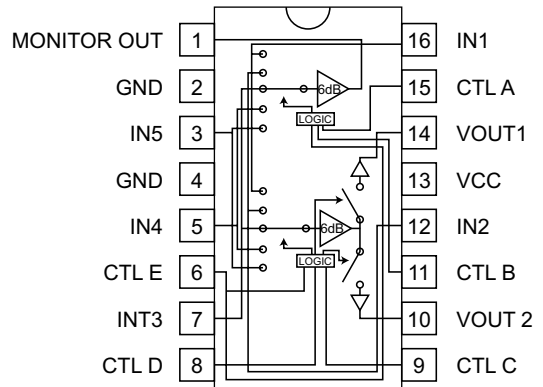 MONITOR OUT 1 16 IN1
GND 2 6dB 15 CTL A
LOGIC
IN5 3 14 VOUT1
GND 4 13 VCC
IN4 5 6dB 12 IN2
LOGIC
CTL E 6 11 CTL B
INT3 7 10 VOUT 2
CTL D 8 9 CTL C